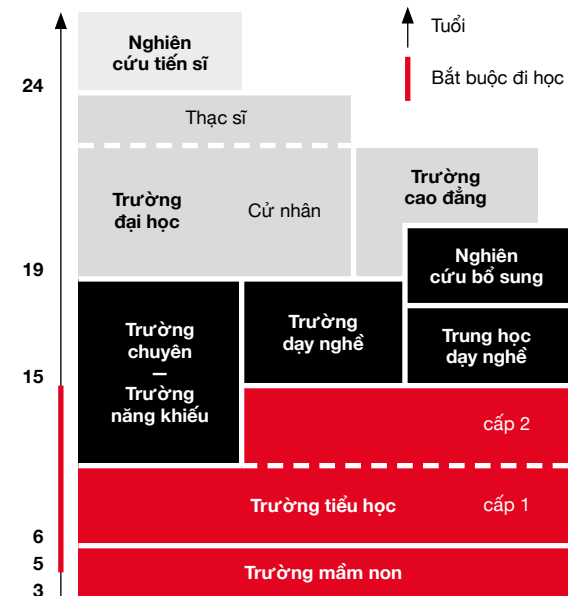 Tuổi
Bắt buộc đi học
Nghiên
cứu tiến sĩ
24
Thạc sĩ
Trường
đại học
Cử nhân
Trường
cao đẳng
19
Nghiên
cứu bổ sung
Trường
chuyên
—
Trường
năng khiếu
Trường
dạy nghề
Trung học
dạy nghề
15
cấp 2
Trường tiểu học
cấp 1
6
5
Trường mầm non
3